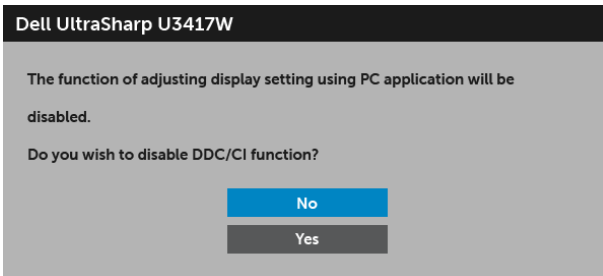 Dell UltraSharp U3417W
The function of adjusting display setting using PC application will be
disabled.
Do you wish to disable DDC/CI function?
No
Yes